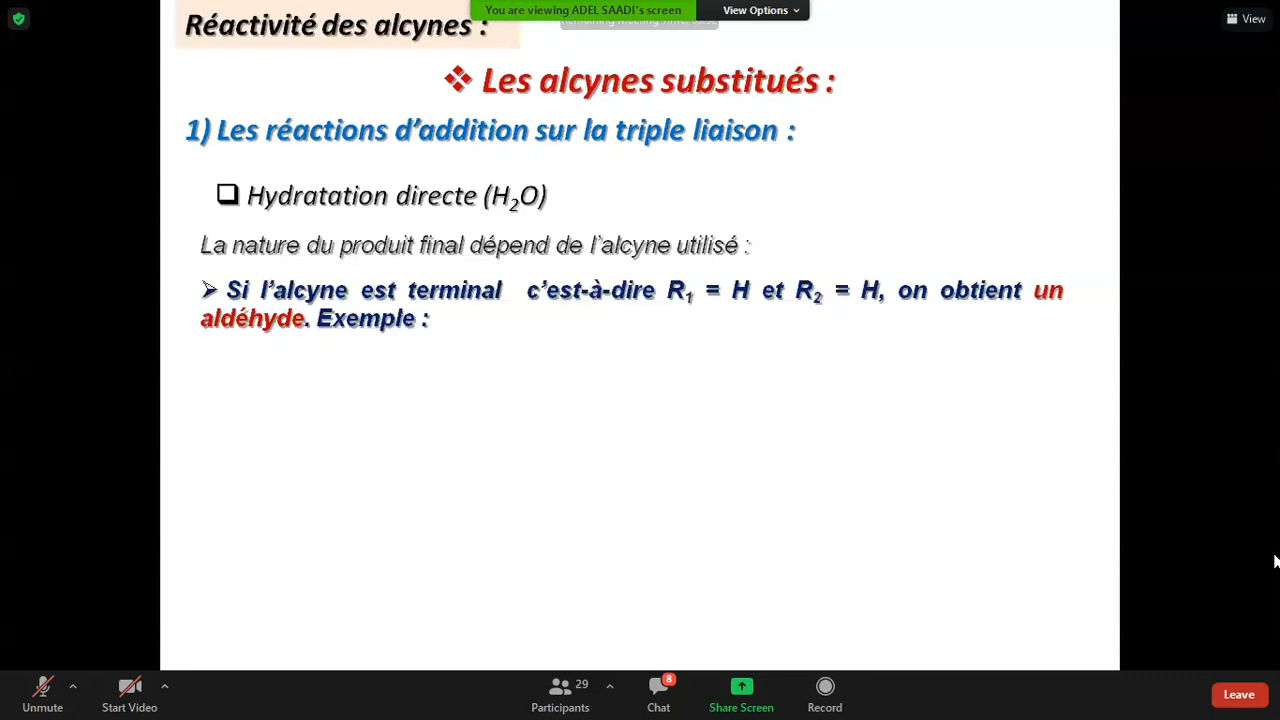 You are viewing ADEL SAADI's screen
View Options
View
Réactivité des alcynes :
❖ Les alcynes substitués :
1) Les réactions d’addition sur la triple liaison :
❑ Hydratation directe (H₂O)
La nature du produit final dépend de l’alcyne utilisé :
➢ Si l’alcyne est terminal c’est-à-dire R₁ = H et R₂ = H, on obtient un
aldéhyde. Exemple :
Unmute
Start Video
29
Participants
8
Chat
Share Screen
Record
Leave